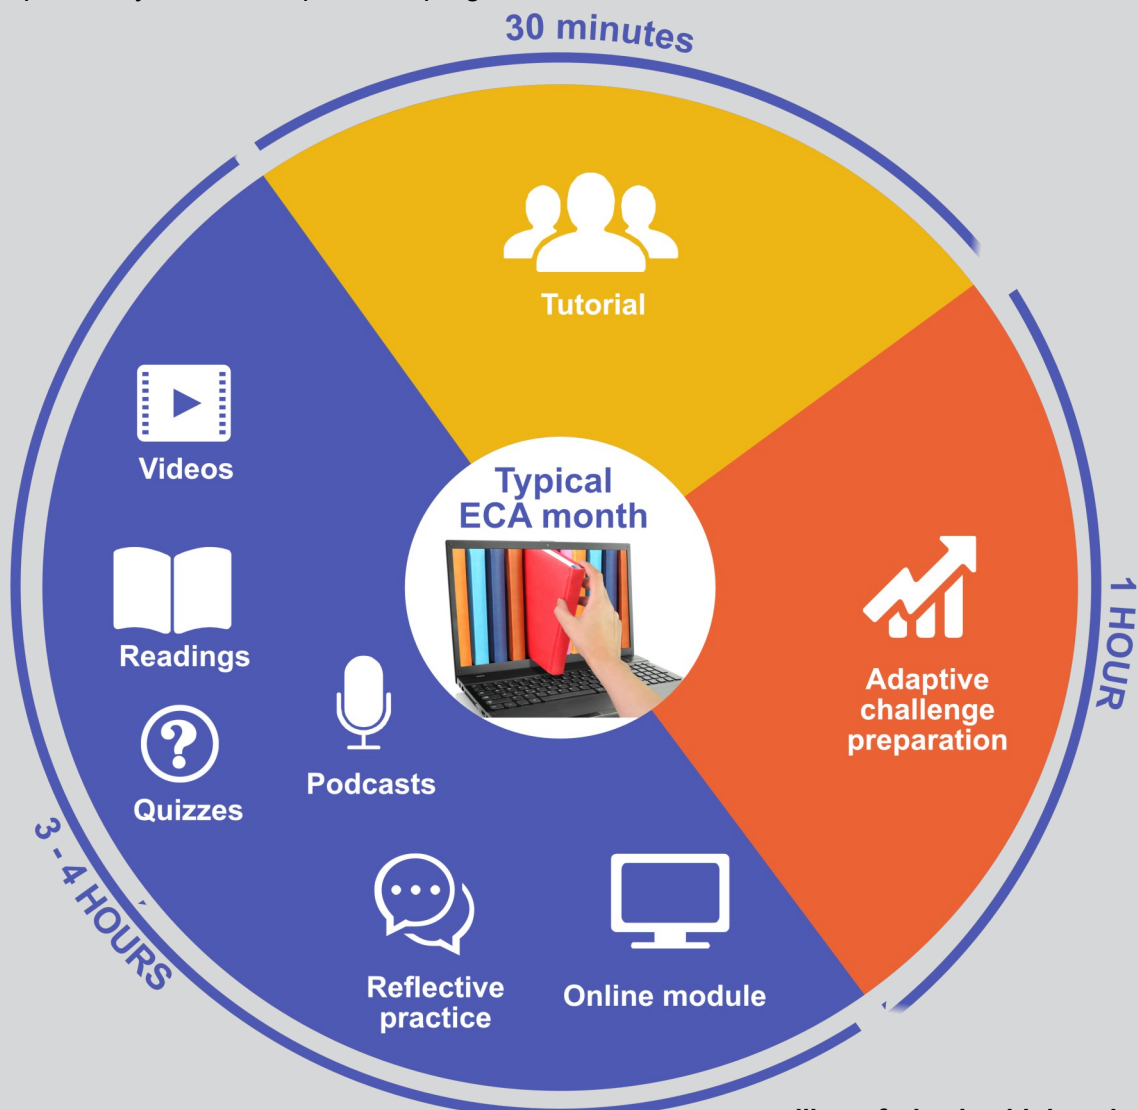 30 minutes
Tutorial
Typical
ECA month
Videos
Readings
Quizzes
Podcasts
Reflective
practice
Online module
Adaptive
challenge
preparation
1 HOUR
3 - 4 HOURS